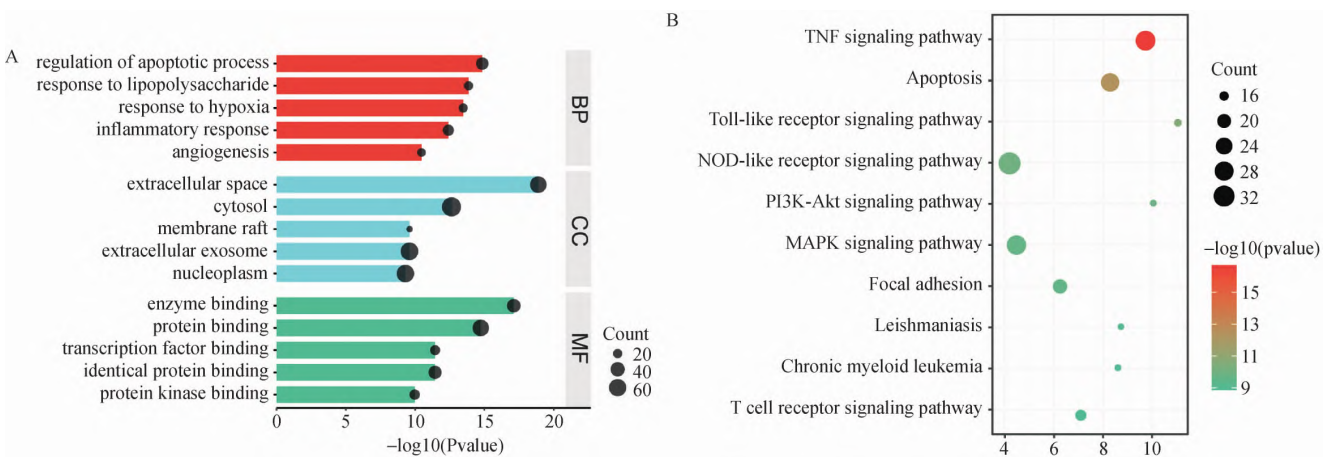 A
regulation of apoptotic process
response to lipopolysaccharide
response to hypoxia
inflammatory response
angiogenesis
BP
extracellular space
cytosol
membrane raft
extracellular exosome
nucleoplasm
CC
enzyme binding
protein binding
transcription factor binding
identical protein binding
protein kinase binding
MF
0 5 10 15 20
−log10(Pvalue)
Count
20
40
60
B
TNF signaling pathway
Apoptosis
Toll-like receptor signaling pathway
NOD-like receptor signaling pathway
PI3K-Akt signaling pathway
MAPK signaling pathway
Focal adhesion
Leishmaniasis
Chronic myeloid leukemia
T cell receptor signaling pathway
4 6 8 10
Count
16
20
24
28
32
−log10(pvalue)
15
13
11
9